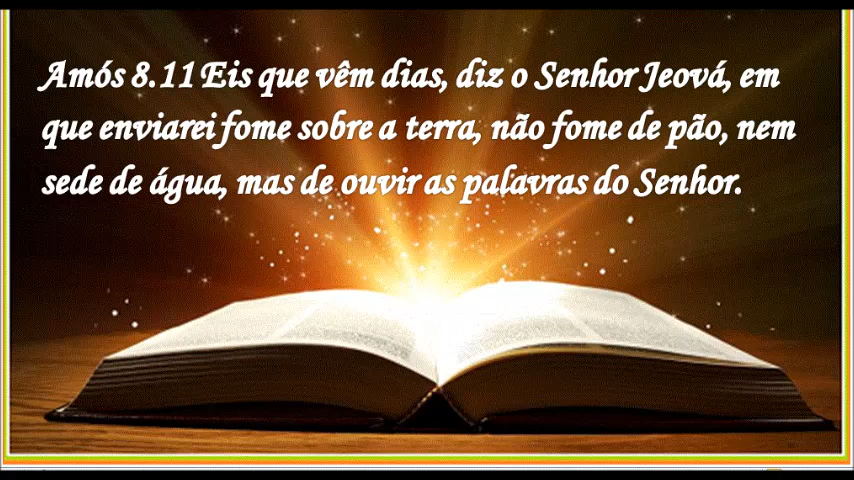 Amós 8.11 Eis que vêm dias, diz o Senhor Jeová, em
que enviarei fome sobre a terra, não fome de pão, nem
sede de água, mas de ouvir as palavras do Senhor.